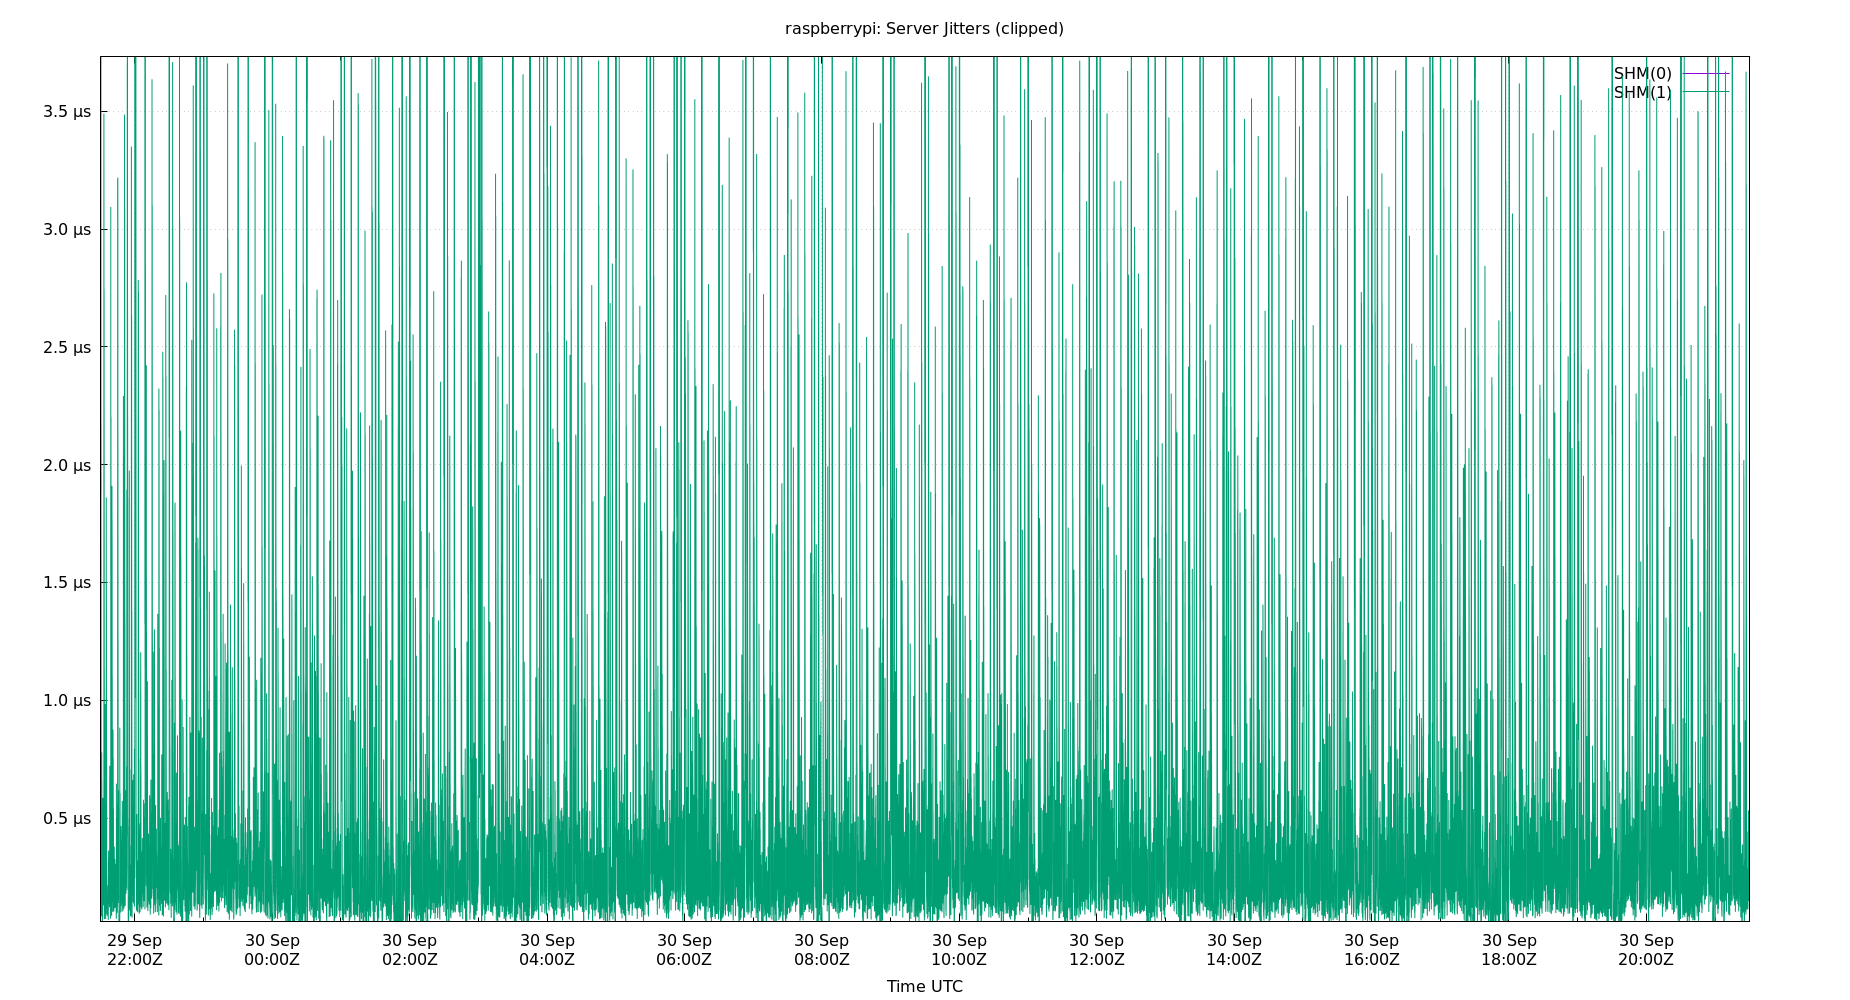 raspberrypi: Server Jitters (clipped)
SHM(0)
SHM(1)
3.5 µs
3.0 µs
2.5 µs
2.0 µs
1.5 µs
1.0 µs
0.5 µs
29 Sep 30 Sep 30 Sep 30 Sep 30 Sep 30 Sep 30 Sep 30 Sep 30 Sep 30 Sep 30 Sep 30 Sep
22:00Z 00:00Z 02:00Z 04:00Z 06:00Z 08:00Z 10:00Z 12:00Z 14:00Z 16:00Z 18:00Z 20:00Z
Time UTC